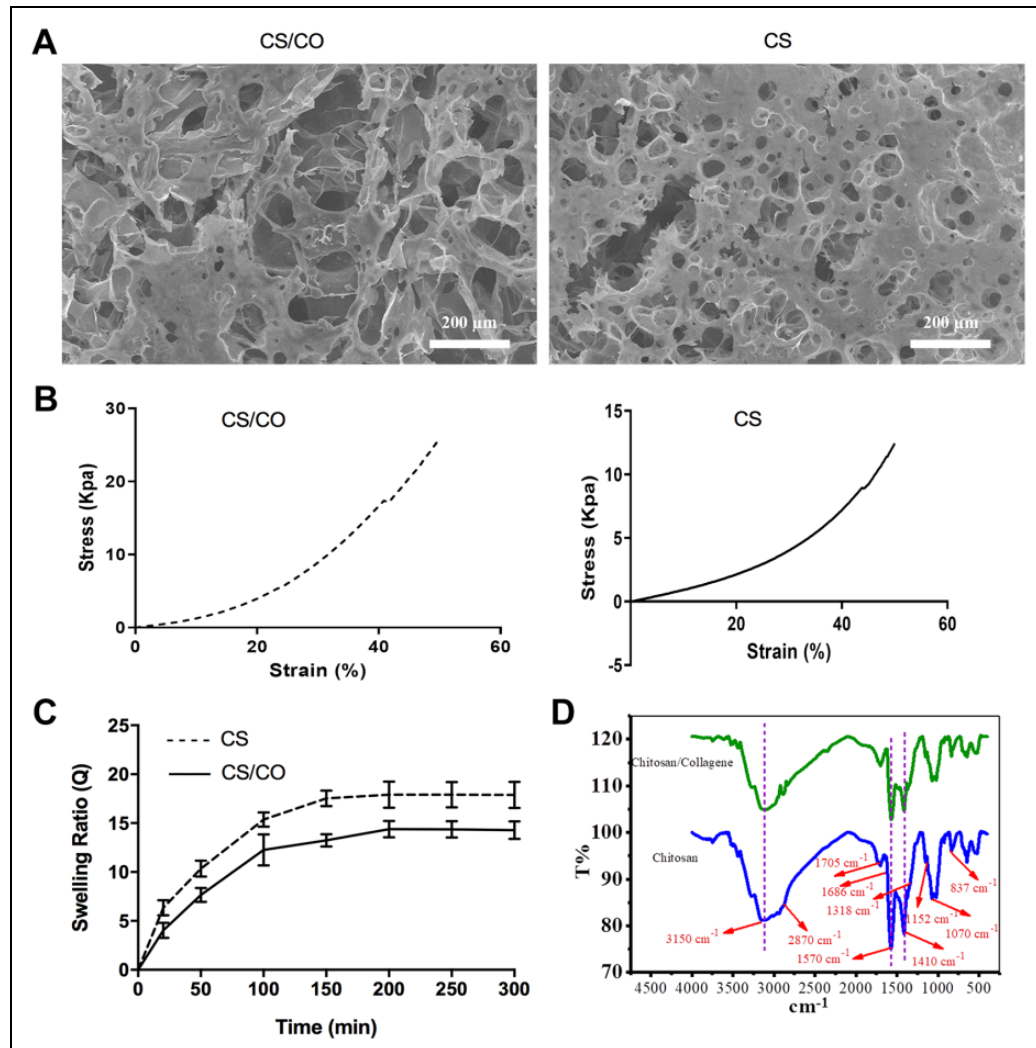 A
CS/CO
CS
200 µm
200 µm
B
CS/CO
Stress (Kpa)
30
20
10
0
0
20
40
60
Strain (%)
CS
Stress (Kpa)
15
10
5
0
-5
20
40
60
Strain (%)
C
CS
CS/CO
Swelling Ratio (Q)
25
20
15
10
5
0
0
50
100
150
200
250
300
Time (min)
D
Chitosan/Collagene
Chitosan
T%
120
110
100
90
80
70
1705 cm-1
1686 cm-1
1318 cm-1
3150 cm-1
2870 cm-1
1570 cm-1
1152 cm-1
837 cm-1
1070 cm-1
1410 cm-1
4500 4000 3500 3000 2500 2000 1500 1000 500
cm-1